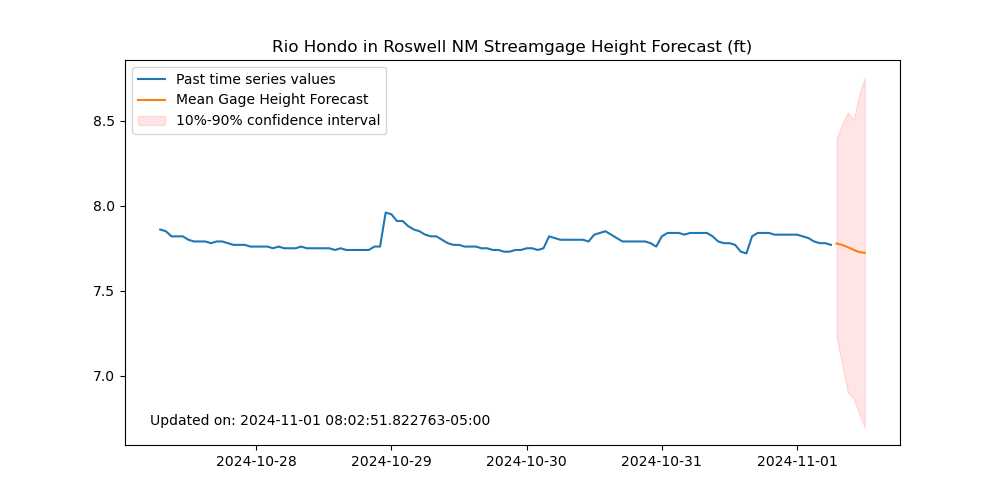 Rio Hondo in Roswell NM Streamgage Height Forecast (ft)
Past time series values
Mean Gage Height Forecast
10%-90% confidence interval
8.5
8.0
7.5
7.0
Updated on: 2024-11-01 08:02:51.822763-05:00
2024-10-28
2024-10-29
2024-10-30
2024-10-31
2024-11-01